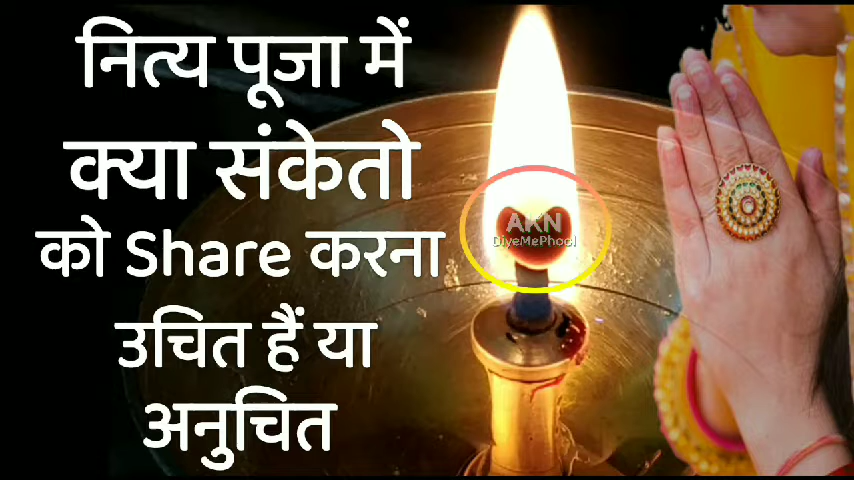 नित्य पूजा में
क्या संकेतो
को Share करना
उचित हैं या
अनुचित
AKN
DiyeMePhool